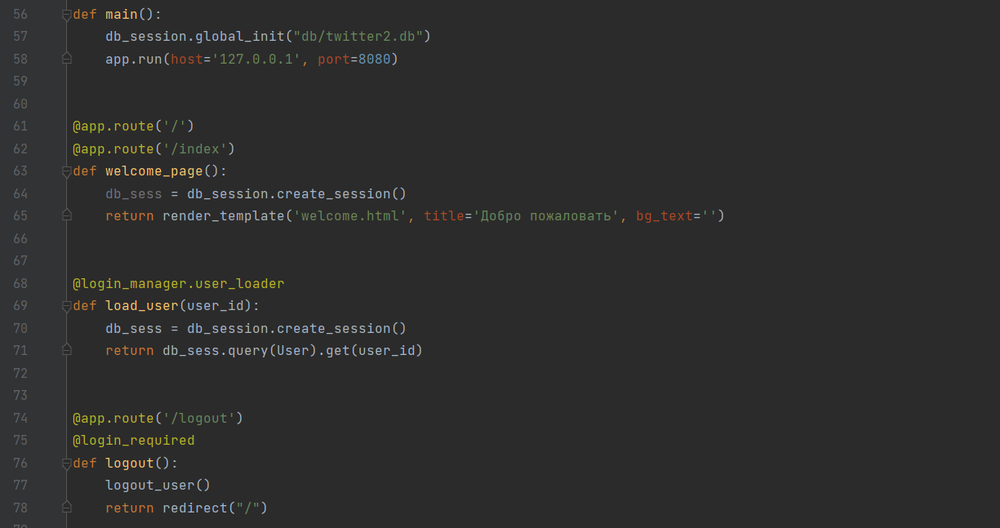 56 def main():
57     db_session.global_init("db/twitter2.db")
58     app.run(host='127.0.0.1', port=8080)
59
60
61 @app.route('/')
62 @app.route('/index')
63 def welcome_page():
64     db_sess = db_session.create_session()
65     return render_template('welcome.html', title='Добро пожаловать', bg_text='')
66
67
68 @login_manager.user_loader
69 def load_user(user_id):
70     db_sess = db_session.create_session()
71     return db_sess.query(User).get(user_id)
72
73
74 @app.route('/logout')
75 @login_required
76 def logout():
77     logout_user()
78     return redirect("/")
79